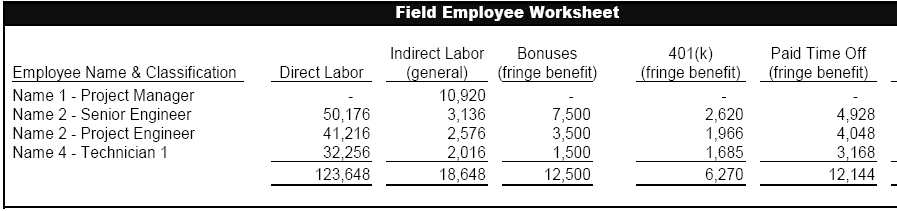 Field Employee Worksheet
Indirect Labor Bonuses 401(k) Paid Time Off
Employee Name & Classification Direct Labor (general) (fringe benefit) (fringe benefit) (fringe benefit)
Name 1 - Project Manager - 10,920 - - -
Name 2 - Senior Engineer 50,176 3,136 7,500 2,620 4,928
Name 2 - Project Engineer 41,216 2,576 3,500 1,966 4,048
Name 4 - Technician 1 32,256 2,016 1,500 1,685 3,168
123,648 18,648 12,500 6,270 12,144